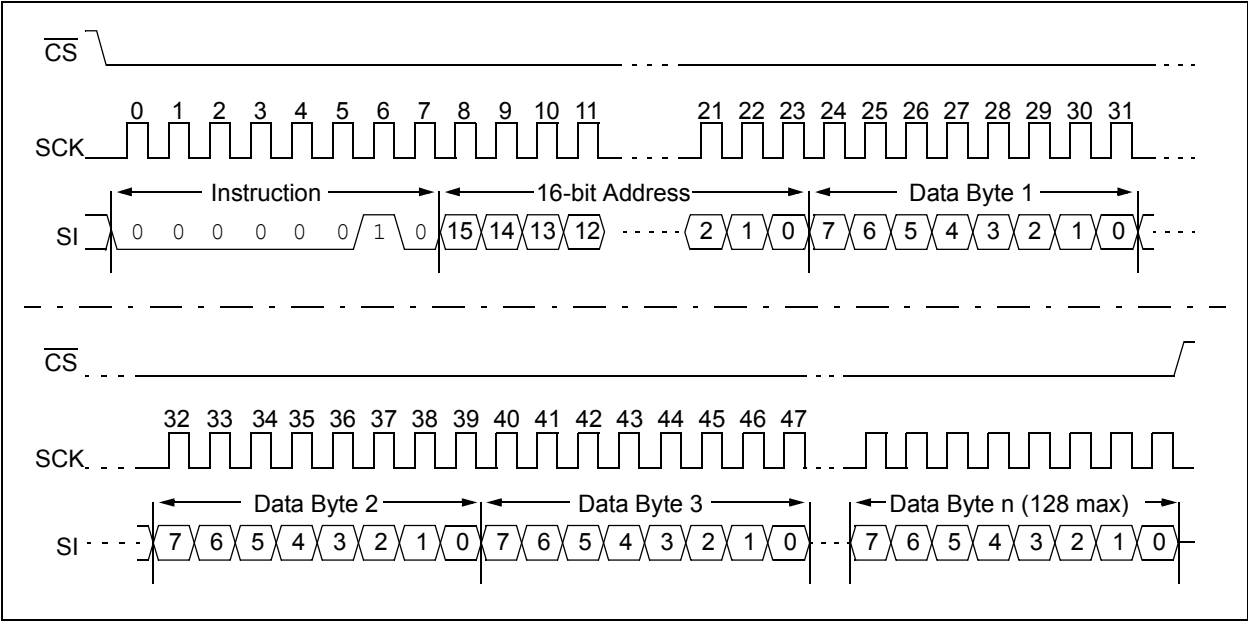 CS
0 1 2 3 4 5 6 7 8 9 10 11 21 22 23 24 25 26 27 28 29 30 31
SCK
Instruction 16-bit Address Data Byte 1
SI 0 0 0 0 0 0 1 0 15 14 13 12 2 1 0 7 6 5 4 3 2 1 0
CS
32 33 34 35 36 37 38 39 40 41 42 43 44 45 46 47
SCK
Data Byte 2 Data Byte 3 Data Byte n (128 max)
SI 7 6 5 4 3 2 1 0 7 6 5 4 3 2 1 0 7 6 5 4 3 2 1 0